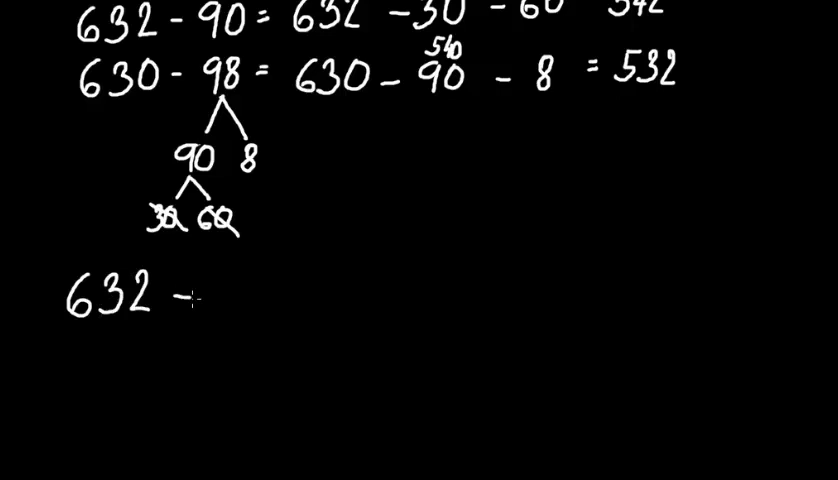 632 - 90 = 632 - 30 - 60 542
540
630 - 98 = 630 - 90 - 8 = 532
90 8
30 60
632 -